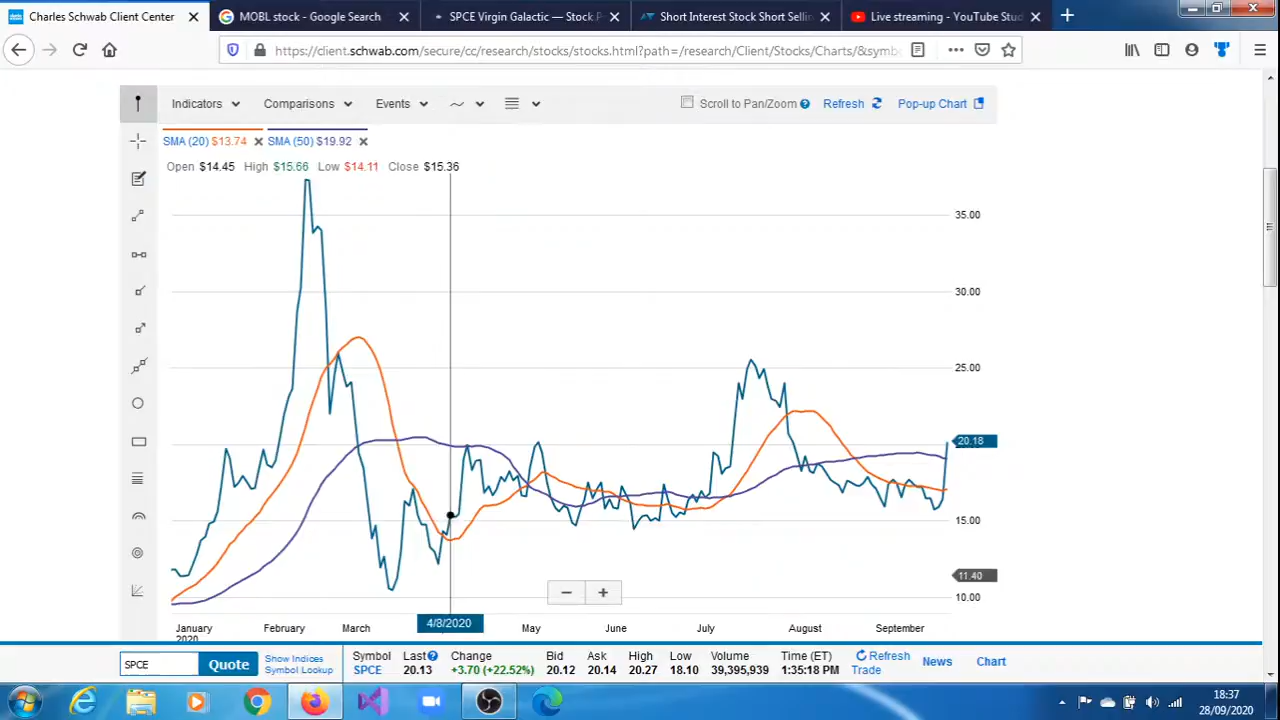 Charles Schwab Client Center
MOBL stock - Google Search
SPCE Virgin Galactic — Stock P
Short Interest Stock Short Sellin
Live streaming - YouTube Stud
https://client.schwab.com/secure/cc/research/stocks/stocks.html?path=/research/Client/Stocks/Charts/&symb
Indicators Comparisons Events Scroll to Pan/Zoom Refresh Pop-up Chart
SMA (20) $13.74 SMA (50) $19.92
Open $14.45 High $15.66 Low $14.11 Close $15.36
35.00
30.00
25.00
20.18
15.00
11.40
10.00
4/8/2020
January February March May June July August September
2020
SPCE Quote Show Indices
Symbol Lookup
Symbol Last Change Bid Ask High Low Volume Time (ET) Refresh
SPCE 20.13 +3.70 (+22.52%) 20.12 20.14 20.27 18.10 39,395,939 1:35:18 PM Trade
News Chart
18:37
28/09/2020